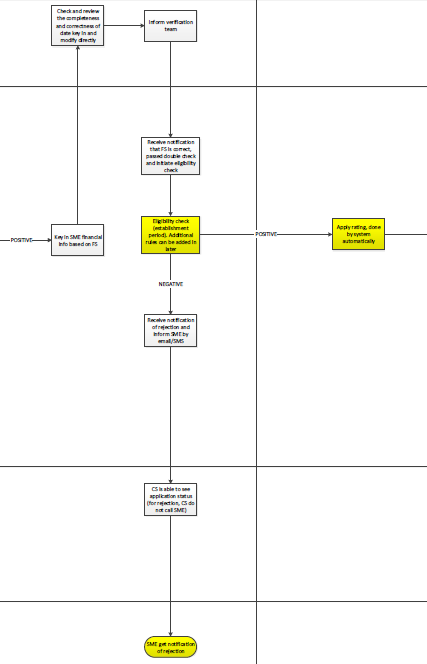 Check and review
the completeness
and correctness of
date key in and
modify directly
Inform verification
team
Receive notification
that FS is correct,
passed double check
and initiate eligibility
check
POSITIVE
Key in SME financial
info based on FS
Eligibility check
(establishment
period). Additional
rules can be added in
later
POSITIVE
Apply rating, done
by system
automatically
NEGATIVE
Receive notification
of rejection and
inform SME by
email/SMS
CS is able to see
application status
(for rejection, CS do
not call SME)
SME get notification
of rejection